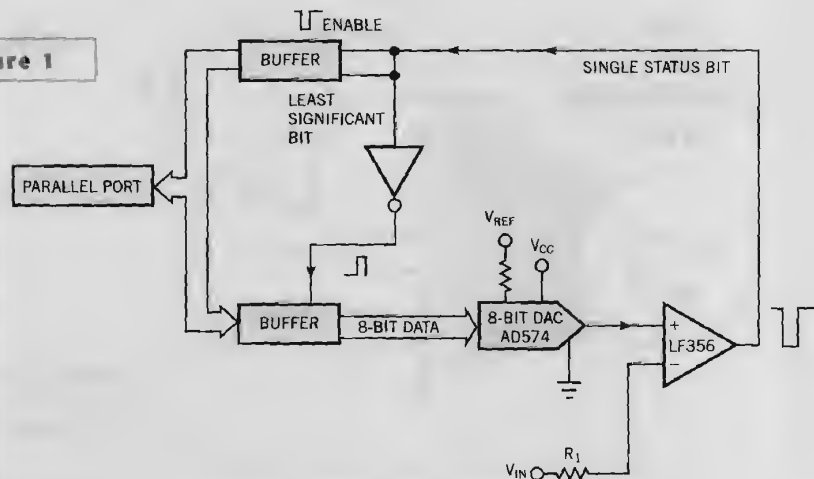 ure 1
ENABLE
BUFFER
SINGLE STATUS BIT
LEAST
SIGNIFICANT
BIT
PARALLEL PORT
VREF
VCC
BUFFER
8-BIT DATA
8-BIT DAC
AD574
+
LF356
−
VIN
R1